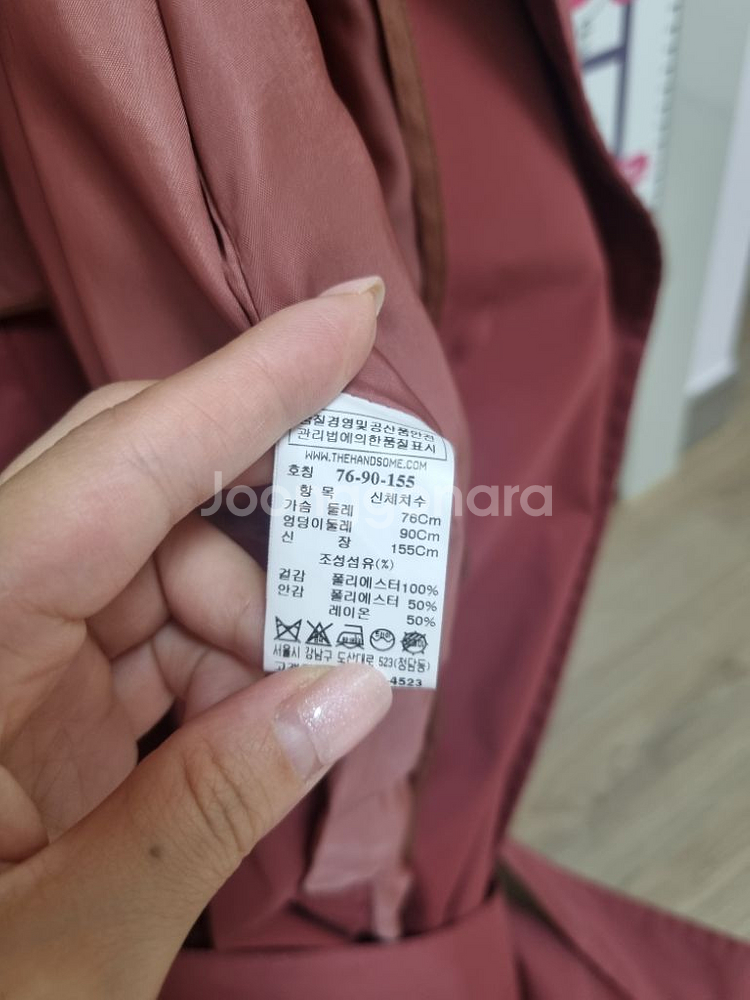 품질경영및공산품안전
관리법에의한품질표시
WWW.THEHANDSOME.COM
호칭 76-90-155
항 목 신체치수
가슴 둘레 76Cm
엉덩이둘레 90Cm
신 장 155Cm
조성섬유(%)
겉감 폴리에스터100%
안감 폴리에스터 50%
레이온 50%
서울시 강남구 도산대로 523(청담동)
4523